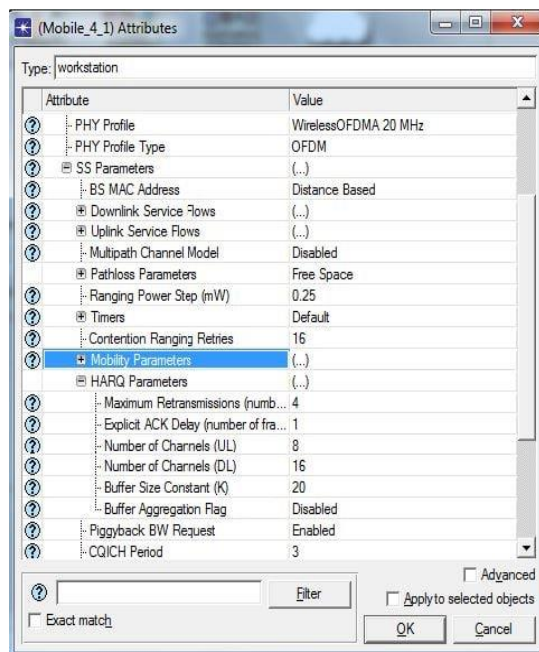 (Mobile_4_1) Attributes
Type: workstation
Attribute Value
PHY Profile WirelessOFDMA 20 MHz
PHY Profile Type OFDM
SS Parameters (...)
BS MAC Address Distance Based
Downlink Service Flows (...)
Uplink Service Flows (...)
Multipath Channel Model Disabled
Pathloss Parameters Free Space
Ranging Power Step (mW) 0.25
Timers Default
Contention Ranging Retries 16
Mobility Parameters (...)
HARQ Parameters (...)
Maximum Retransmissions (numb... 4
Explicit ACK Delay (number of fra... 1
Number of Channels (UL) 8
Number of Channels (DL) 16
Buffer Size Constant (K) 20
Buffer Aggregation Flag Disabled
Piggyback BW Request Enabled
CQICH Period 3
Advanced
Filter
Apply to selected objects
Exact match
OK Cancel